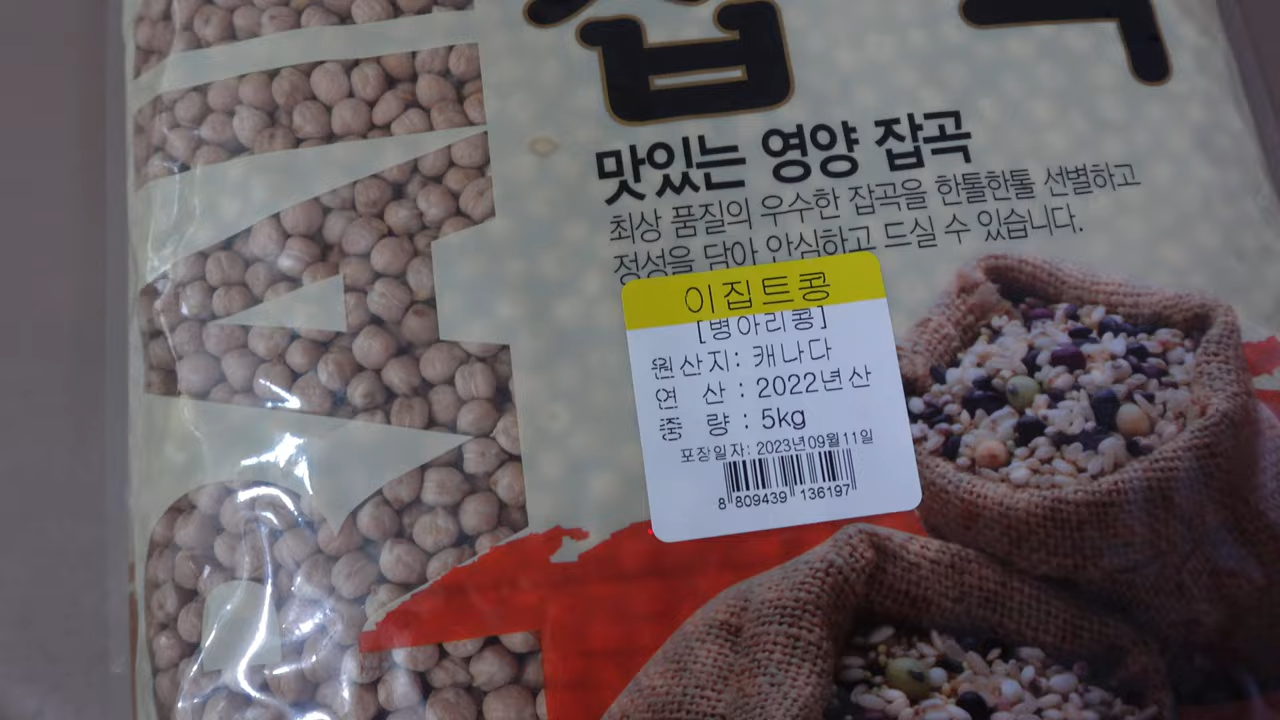 잡곡
맛있는 영양 잡곡
최상 품질의 우수한 잡곡을 한톨한톨 선별하고
정성을 담아 안심하고 드실 수 있습니다.
이집트콩
[병아리콩]
원산지: 캐나다
연 산 : 2022년산
중 량 : 5kg
포장일자: 2023년09월11일
8 809439 136197